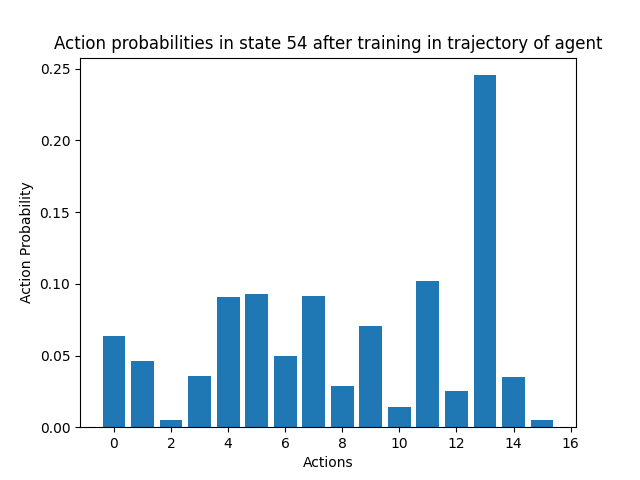 Action probabilities in state 54 after training in trajectory of agent
0.25
0.20
0.15
0.10
0.05
0.00
Action Probability
0 2 4 6 8 10 12 14 16
Actions